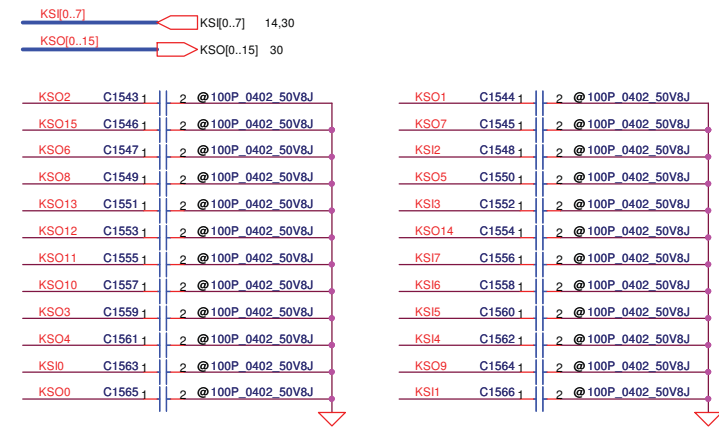 KSI[0..7]
KSI[0..7] 14,30
KSO[0..15]
KSO[0..15] 30
KSO2 C1543 1 2 @100P_0402_50V8J
KSO15 C1546 1 2 @100P_0402_50V8J
KSO6 C1547 1 2 @100P_0402_50V8J
KSO8 C1549 1 2 @100P_0402_50V8J
KSO13 C1551 1 2 @100P_0402_50V8J
KSO12 C1553 1 2 @100P_0402_50V8J
KSO11 C1555 1 2 @100P_0402_50V8J
KSO10 C1557 1 2 @100P_0402_50V8J
KSO3 C1559 1 2 @100P_0402_50V8J
KSO4 C1561 1 2 @100P_0402_50V8J
KSI0 C1563 1 2 @100P_0402_50V8J
KSO0 C1565 1 2 @100P_0402_50V8J
KSO1 C1544 1 2 @100P_0402_50V8J
KSO7 C1545 1 2 @100P_0402_50V8J
KSI2 C1548 1 2 @100P_0402_50V8J
KSO5 C1550 1 2 @100P_0402_50V8J
KSI3 C1552 1 2 @100P_0402_50V8J
KSO14 C1554 1 2 @100P_0402_50V8J
KSI7 C1556 1 2 @100P_0402_50V8J
KSI6 C1558 1 2 @100P_0402_50V8J
KSI5 C1560 1 2 @100P_0402_50V8J
KSI4 C1562 1 2 @100P_0402_50V8J
KSO9 C1564 1 2 @100P_0402_50V8J
KSI1 C1566 1 2 @100P_0402_50V8J